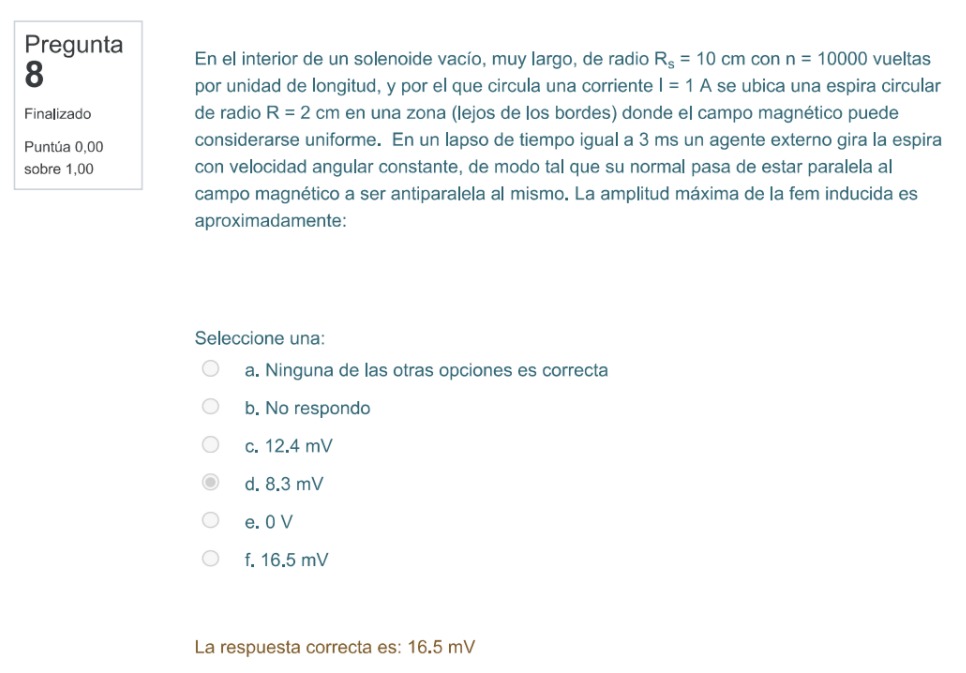 Pregunta
8
Finalizado
Puntúa 0,00
sobre 1,00
En el interior de un solenoide vacío, muy largo, de radio Rs = 10 cm con n = 10000 vueltas
por unidad de longitud, y por el que circula una corriente I = 1 A se ubica una espira circular
de radio R = 2 cm en una zona (lejos de los bordes) donde el campo magnético puede
considerarse uniforme. En un lapso de tiempo igual a 3 ms un agente externo gira la espira
con velocidad angular constante, de modo tal que su normal pasa de estar paralela al
campo magnético a ser antiparalela al mismo. La amplitud máxima de la fem inducida es
aproximadamente:
Seleccione una:
a. Ninguna de las otras opciones es correcta
b. No respondo
c. 12.4 mV
d. 8.3 mV
e. 0 V
f. 16.5 mV
La respuesta correcta es: 16.5 mV